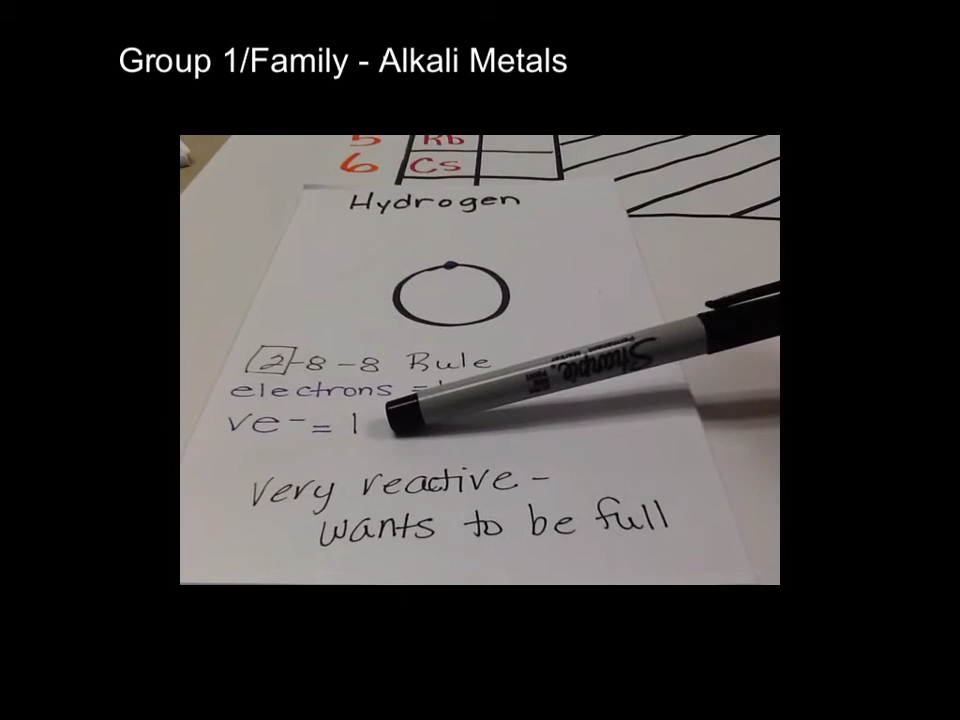 Group 1/Family - Alkali Metals
5 Rb
6 Cs
Hydrogen
2-8-8 Rule
electrons =
ve- = 1
Sharpie
very reactive -
wants to be full